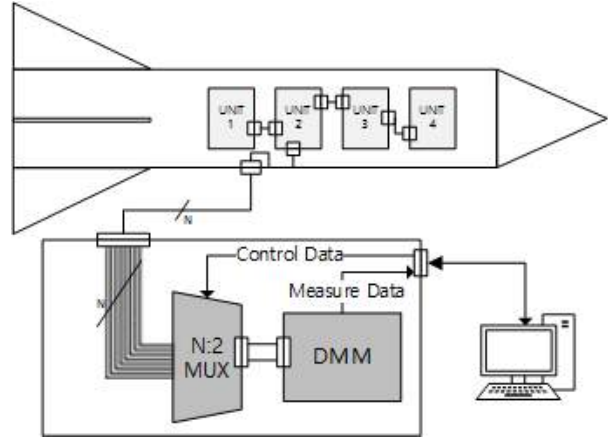 UNIT
1
UNIT
2
UNIT
3
UNIT
4
N
Control Data
Measure Data
N
N:2
MUX
DMM